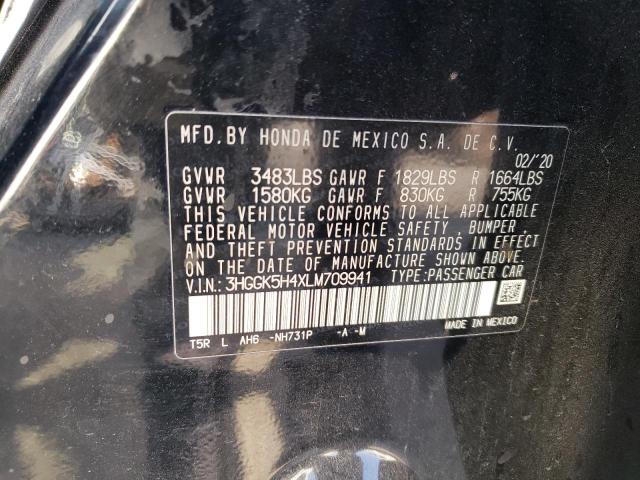 MFD. BY HONDA DE MEXICO S.A. DE C.V.
02/'20
GVWR 3483LBS GAWR F 1829LBS R 1664LBS
GVWR 1580KG GAWR F 830KG R 755KG
THIS VEHICLE CONFORMS TO ALL APPLICABLE
FEDERAL MOTOR VEHICLE SAFETY, BUMPER,
AND THEFT PREVENTION STANDARDS IN EFFECT
ON THE DATE OF MANUFACTURE SHOWN ABOVE.
V.I.N.: 3HGGK5H4XLM709941 TYPE:PASSENGER CAR
T5R L AH6 -NH731P -A -M MADE IN MEXICO